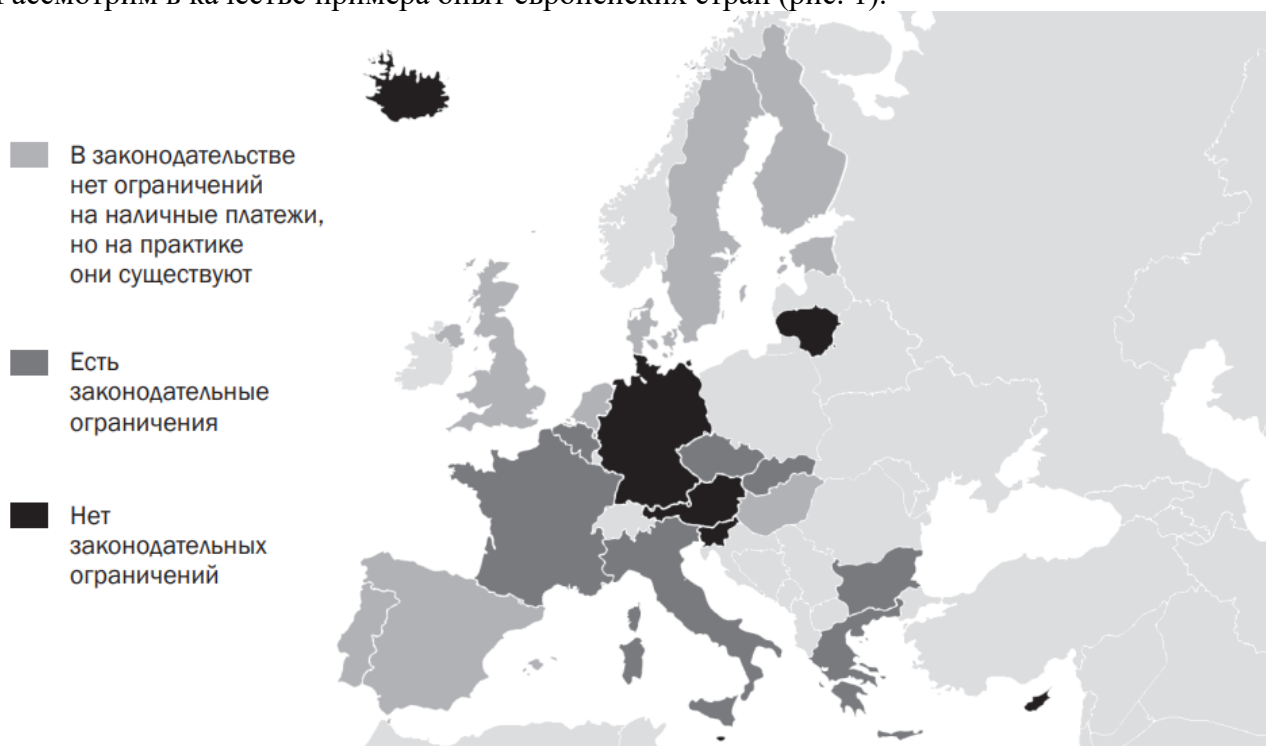 Рассмотрим в качестве примера опыт европейских стран (рис. 1).
В законодательстве
нет ограничений
на наличные платежи,
но на практике
они существуют
Есть
законодательные
ограничения
Нет
законодательных
ограничений